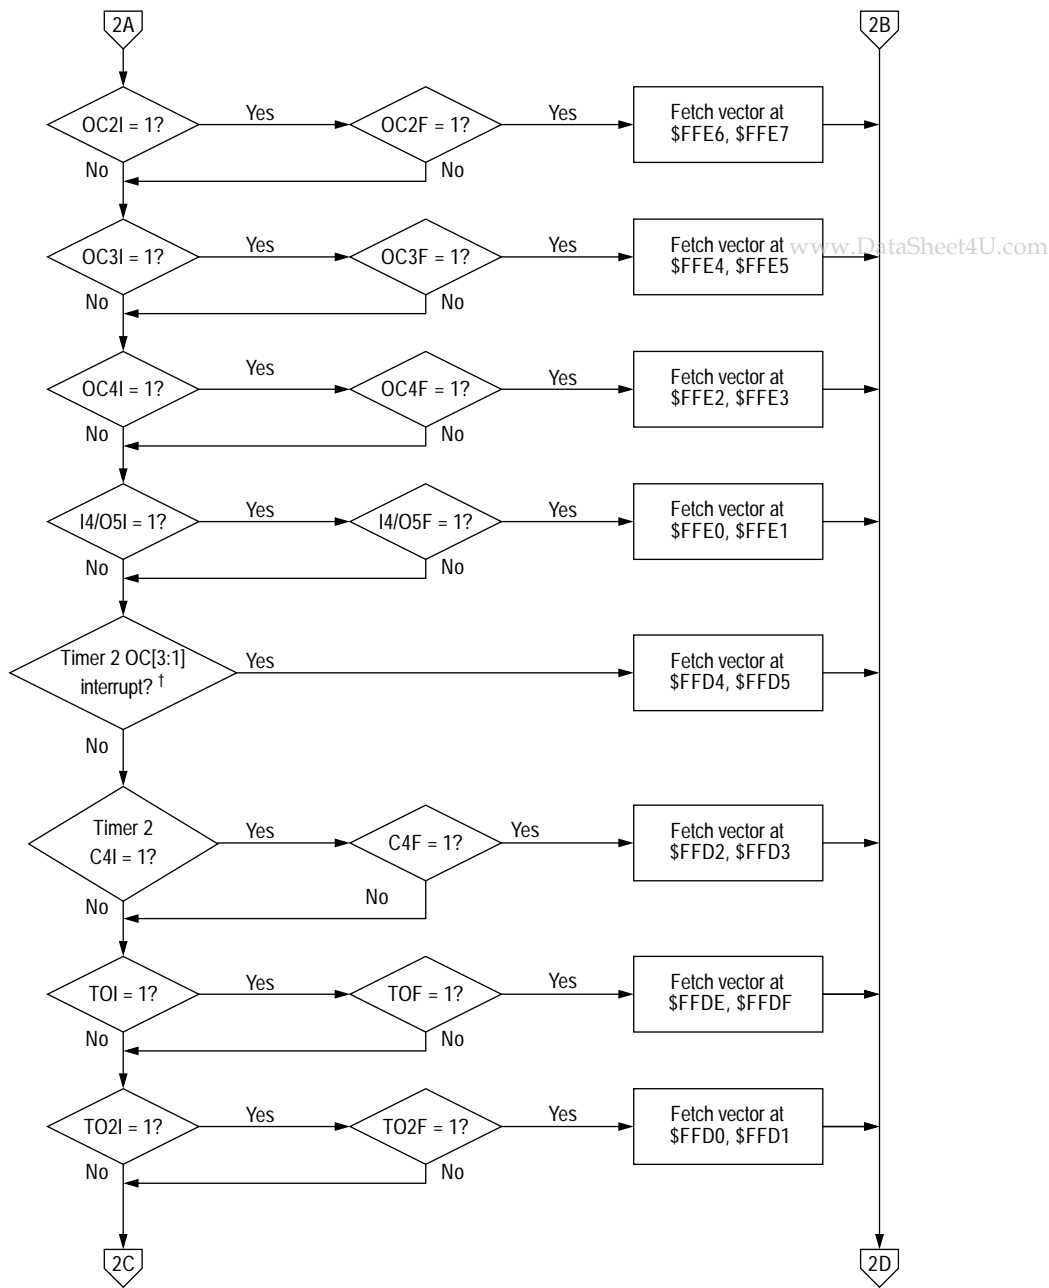 2A
2B
OC2I = 1?
Yes
OC2F = 1?
Yes
Fetch vector at
$FFE6, $FFE7
No
No
OC3I = 1?
Yes
OC3F = 1?
Yes
Fetch vector at
$FFE4, $FFE5
www.DataSheet4U.com
No
No
OC4I = 1?
Yes
OC4F = 1?
Yes
Fetch vector at
$FFE2, $FFE3
No
No
I4/O5I = 1?
Yes
I4/O5F = 1?
Yes
Fetch vector at
$FFE0, $FFE1
No
No
Timer 2 OC[3:1]
interrupt? †
Yes
Fetch vector at
$FFD4, $FFD5
No
Timer 2
C4I = 1?
Yes
C4F = 1?
Yes
Fetch vector at
$FFD2, $FFD3
No
No
TOI = 1?
Yes
TOF = 1?
Yes
Fetch vector at
$FFDE, $FFDF
No
No
TO2I = 1?
Yes
TO2F = 1?
Yes
Fetch vector at
$FFD0, $FFD1
No
No
2C
2D